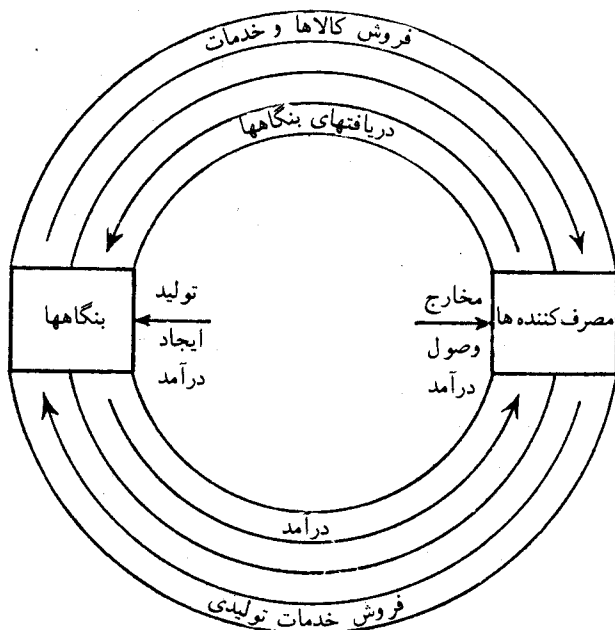 فروش کالاها و خدمات
دریافتهای بنگاهها
مصرف‌کننده‌ها
مخارج
وصول
درآمد
تولید
ایجاد
درآمد
بنگاهها
درآمد
فروش خدمات تولیدی